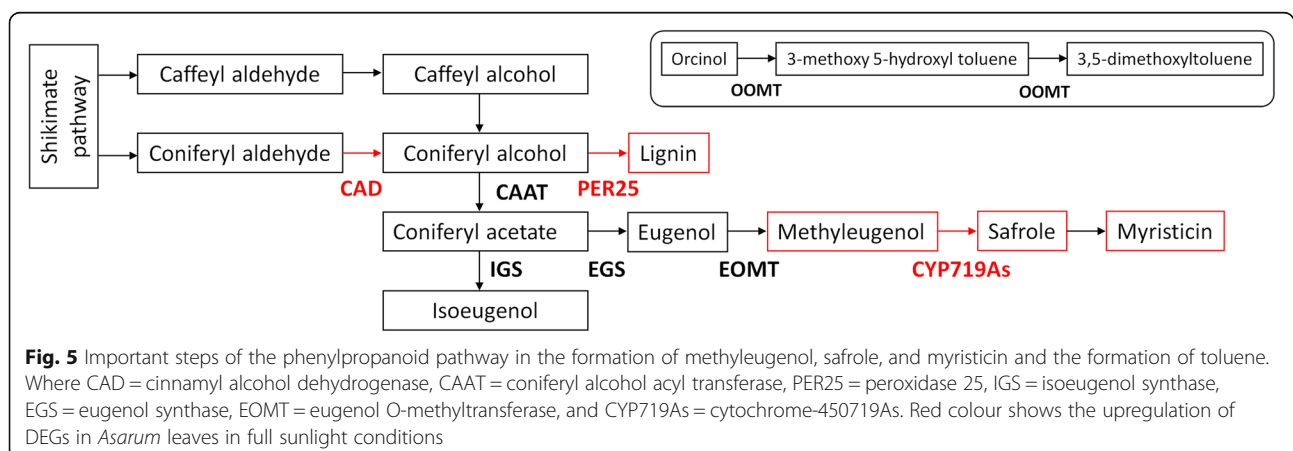 Shikimate
pathway
Caffeyl aldehyde
Caffeyl alcohol
Orcinol
3-methoxy 5-hydroxyl toluene
3,5-dimethoxyltoluene
OOMT
OOMT
Coniferyl aldehyde
Coniferyl alcohol
Lignin
CAD
CAAT
PER25
Coniferyl acetate
Eugenol
Methyleugenol
Safrole
Myristicin
IGS
EGS
EOMT
CYP719As
Isoeugenol
Fig. 5 Important steps of the phenylpropanoid pathway in the formation of methyleugenol, safrole, and myristicin and the formation of toluene.
Where CAD = cinnamyl alcohol dehydrogenase, CAAT = coniferyl alcohol acyl transferase, PER25 = peroxidase 25, IGS = isoeugenol synthase,
EGS = eugenol synthase, EOMT = eugenol O-methyltransferase, and CYP719As = cytochrome-450719As. Red colour shows the upregulation of
DEGs in Asarum leaves in full sunlight conditions